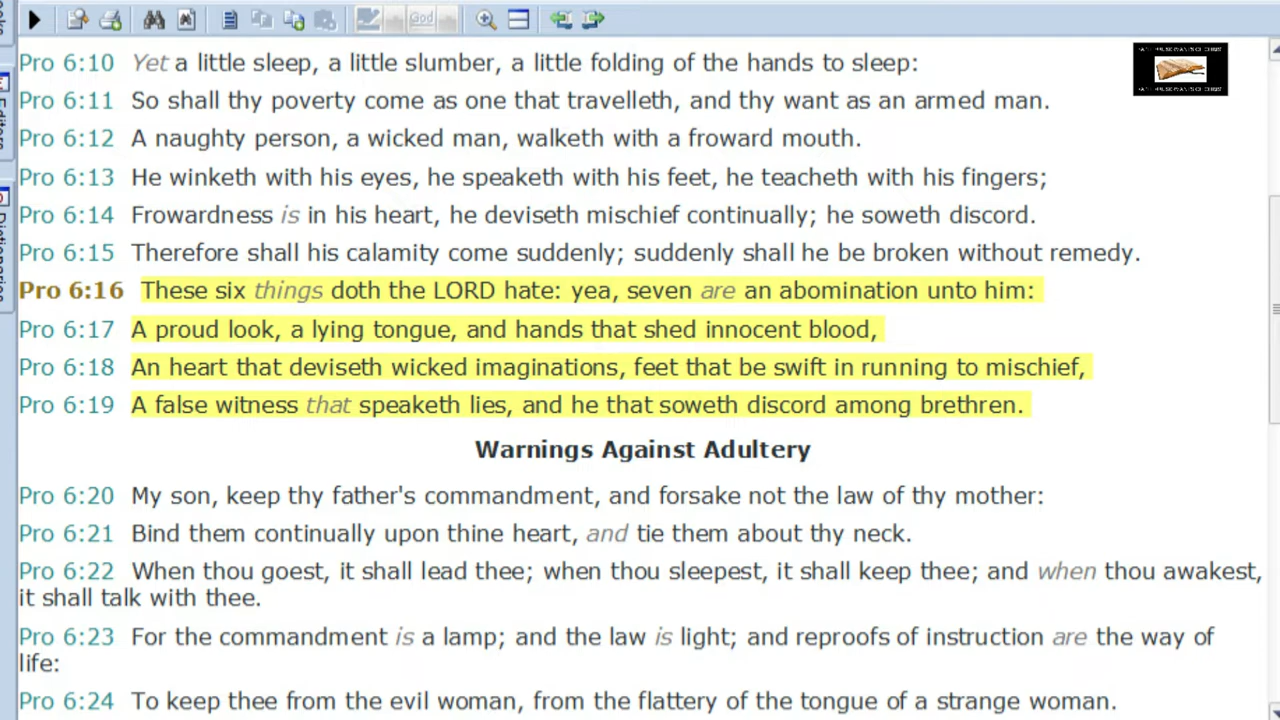 God
Editors
Pro 6:10 Yet a little sleep, a little slumber, a little folding of the hands to sleep:
Pro 6:11 So shall thy poverty come as one that travelleth, and thy want as an armed man.
Pro 6:12 A naughty person, a wicked man, walketh with a froward mouth.
Pro 6:13 He winketh with his eyes, he speaketh with his feet, he teacheth with his fingers;
Pro 6:14 Frowardness is in his heart, he deviseth mischief continually; he soweth discord.
Pro 6:15 Therefore shall his calamity come suddenly; suddenly shall he be broken without remedy.
Pro 6:16 These six things doth the LORD hate: yea, seven are an abomination unto him:
Pro 6:17 A proud look, a lying tongue, and hands that shed innocent blood,
Pro 6:18 An heart that deviseth wicked imaginations, feet that be swift in running to mischief,
Pro 6:19 A false witness that speaketh lies, and he that soweth discord among brethren.
Warnings Against Adultery
Pro 6:20 My son, keep thy father's commandment, and forsake not the law of thy mother:
Pro 6:21 Bind them continually upon thine heart, and tie them about thy neck.
Pro 6:22 When thou goest, it shall lead thee; when thou sleepest, it shall keep thee; and when thou awakest,
it shall talk with thee.
Pro 6:23 For the commandment is a lamp; and the law is light; and reproofs of instruction are the way of
life:
Pro 6:24 To keep thee from the evil woman, from the flattery of the tongue of a strange woman.